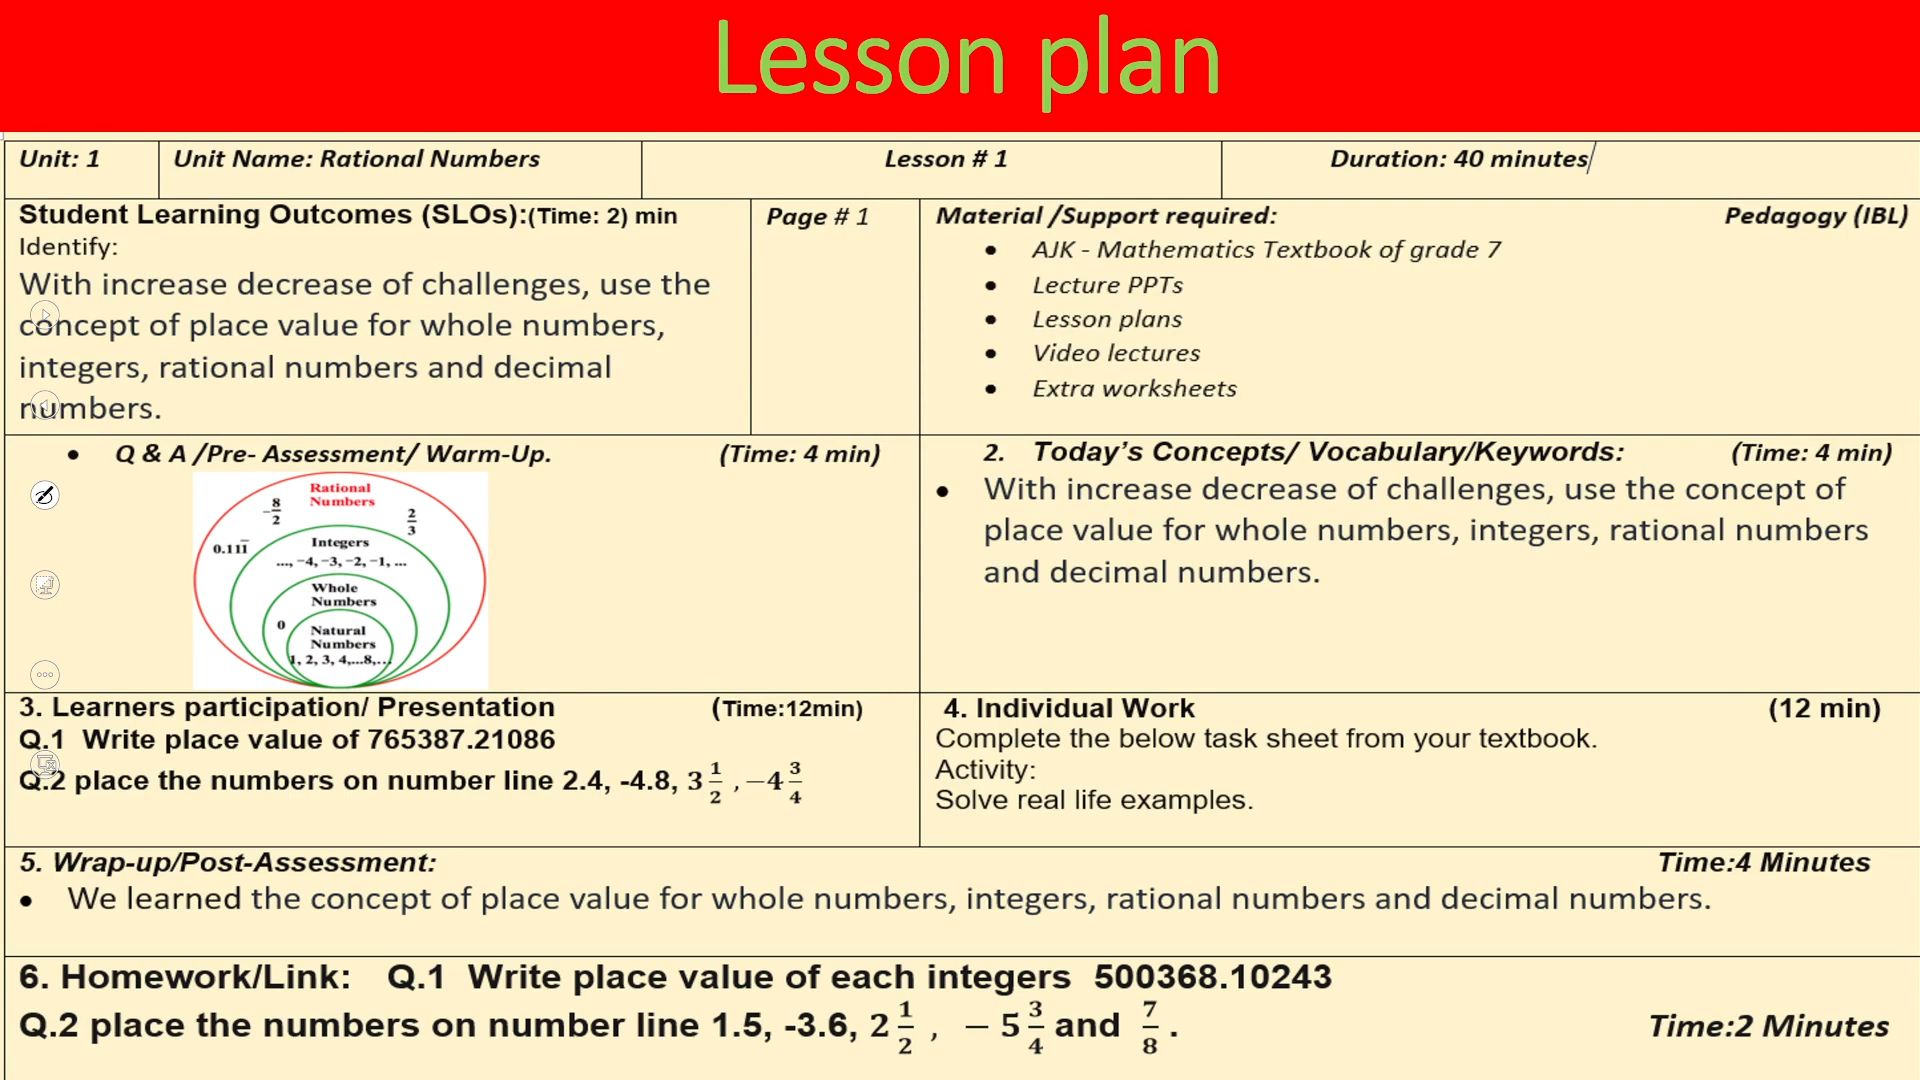 Lesson plan
Unit: 1
Unit Name: Rational Numbers
Lesson # 1
Duration: 40 minutes
Student Learning Outcomes (SLOs):(Time: 2) min
Identify:
With increase decrease of challenges, use the
concept of place value for whole numbers,
integers, rational numbers and decimal
numbers.
Page # 1
Material /Support required: Pedagogy (IBL)
• AJK - Mathematics Textbook of grade 7
• Lecture PPTs
• Lesson plans
• Video lectures
• Extra worksheets
• Q & A /Pre- Assessment/ Warm-Up. (Time: 4 min)
Rational
Numbers
-8/2
2/3
0.111̅
Integers
..., −4, −3, −2, −1, ...
Whole
Numbers
0
Natural
Numbers
1, 2, 3, 4,...8,...
2. Today’s Concepts/ Vocabulary/Keywords: (Time: 4 min)
• With increase decrease of challenges, use the concept of
place value for whole numbers, integers, rational numbers
and decimal numbers.
3. Learners participation/ Presentation (Time:12min)
Q.1 Write place value of 765387.21086
Q.2 place the numbers on number line 2.4, -4.8, 3 1/2 , −4 3/4
4. Individual Work (12 min)
Complete the below task sheet from your textbook.
Activity:
Solve real life examples.
5. Wrap-up/Post-Assessment: Time:4 Minutes
• We learned the concept of place value for whole numbers, integers, rational numbers and decimal numbers.
6. Homework/Link: Q.1 Write place value of each integers 500368.10243
Q.2 place the numbers on number line 1.5, -3.6, 2 1/2 , − 5 3/4 and 7/8 . Time:2 Minutes